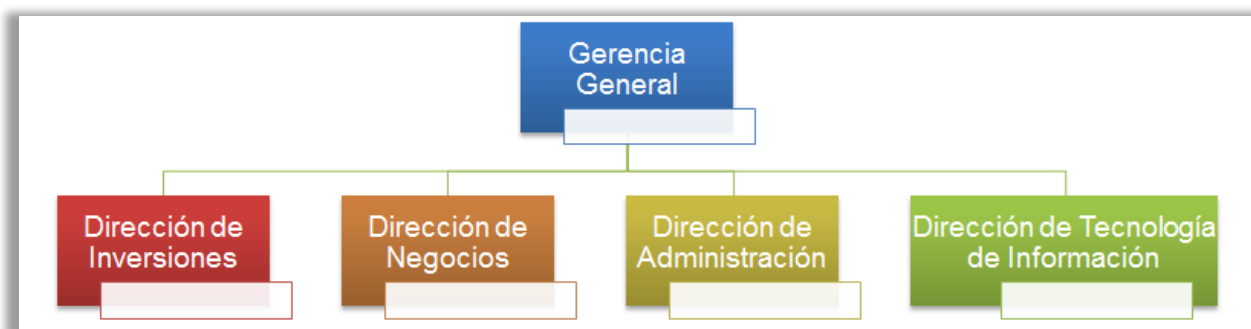 Gerencia
General
Dirección de
Inversiones
Dirección de
Negocios
Dirección de
Administración
Dirección de Tecnología
de Información